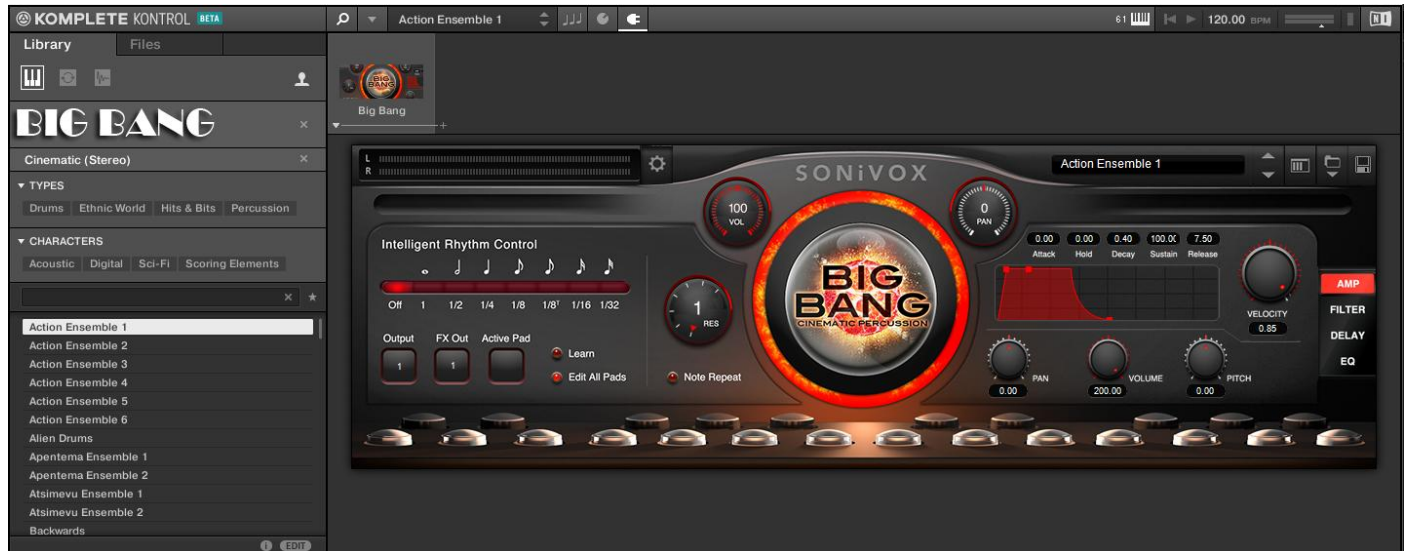 KOMPLETE KONTROL BETA
Action Ensemble 1
61
120.00 BPM
Library Files
BIG BANG
Cinematic (Stereo)
TYPES
Drums Ethnic World Hits & Bits Percussion
CHARACTERS
Acoustic Digital Sci-Fi Scoring Elements
Action Ensemble 1
Action Ensemble 2
Action Ensemble 3
Action Ensemble 4
Action Ensemble 5
Action Ensemble 6
Alien Drums
Apentema Ensemble 1
Apentema Ensemble 2
Atsimevu Ensemble 1
Atsimevu Ensemble 2
Backwards
EDIT
BIG
BANG
Big Bang
L
R
SONiVOX
Action Ensemble 1
100
VOL
0
PAN
Intelligent Rhythm Control
Off 1 1/2 1/4 1/8 1/8T 1/16 1/32
Output FX Out Active Pad
1 1
Learn
Edit All Pads
1
RES
Note Repeat
BIG
BANG
CINEMATIC PERCUSSION
0.00 0.00 0.40 100.0( 7.50
Attack Hold Decay Sustain Release
VELOCITY
0.85
PAN VOLUME PITCH
0.00 200.00 0.00
AMP
FILTER
DELAY
EQ